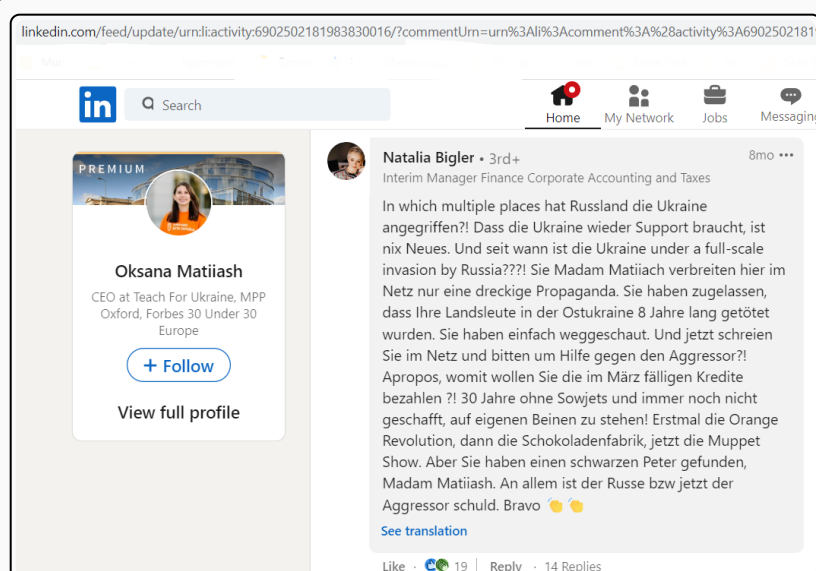 linkedin.com/feed/update/urn:li:activity:6902502181983830016/?commentUrn=urn%3Ali%3Acomment%3A%28activity%3A69025021819
in
Search
Home
My Network
Jobs
Messaging
PREMIUM
Oksana Matiiash
CEO at Teach For Ukraine, MPP
Oxford, Forbes 30 Under 30
Europe
+ Follow
View full profile
Natalia Bigler • 3rd+
8mo •••
Interim Manager Finance Corporate Accounting and Taxes
In which multiple places hat Russland die Ukraine
angegriffen?! Dass die Ukraine wieder Support braucht, ist
nix Neues. Und seit wann ist die Ukraine under a full-scale
invasion by Russia???! Sie Madam Matiiach verbreiten hier im
Netz nur eine dreckige Propaganda. Sie haben zugelassen,
dass Ihre Landsleute in der Ostukraine 8 Jahre lang getötet
wurden. Sie haben einfach weggeschaut. Und jetzt schreien
Sie im Netz und bitten um Hilfe gegen den Aggressor?!
Apropos, womit wollen Sie die im März fälligen Kredite
bezahlen ?! 30 Jahre ohne Sowjets und immer noch nicht
geschafft, auf eigenen Beinen zu stehen! Erstmal die Orange
Revolution, dann die Schokoladenfabrik, jetzt die Muppet
Show. Aber Sie haben einen schwarzen Peter gefunden,
Madam Matiiash. An allem ist der Russe bzw jetzt der
Aggressor schuld. Bravo 👏 👏
See translation
Like · 19 | Reply · 14 Replies